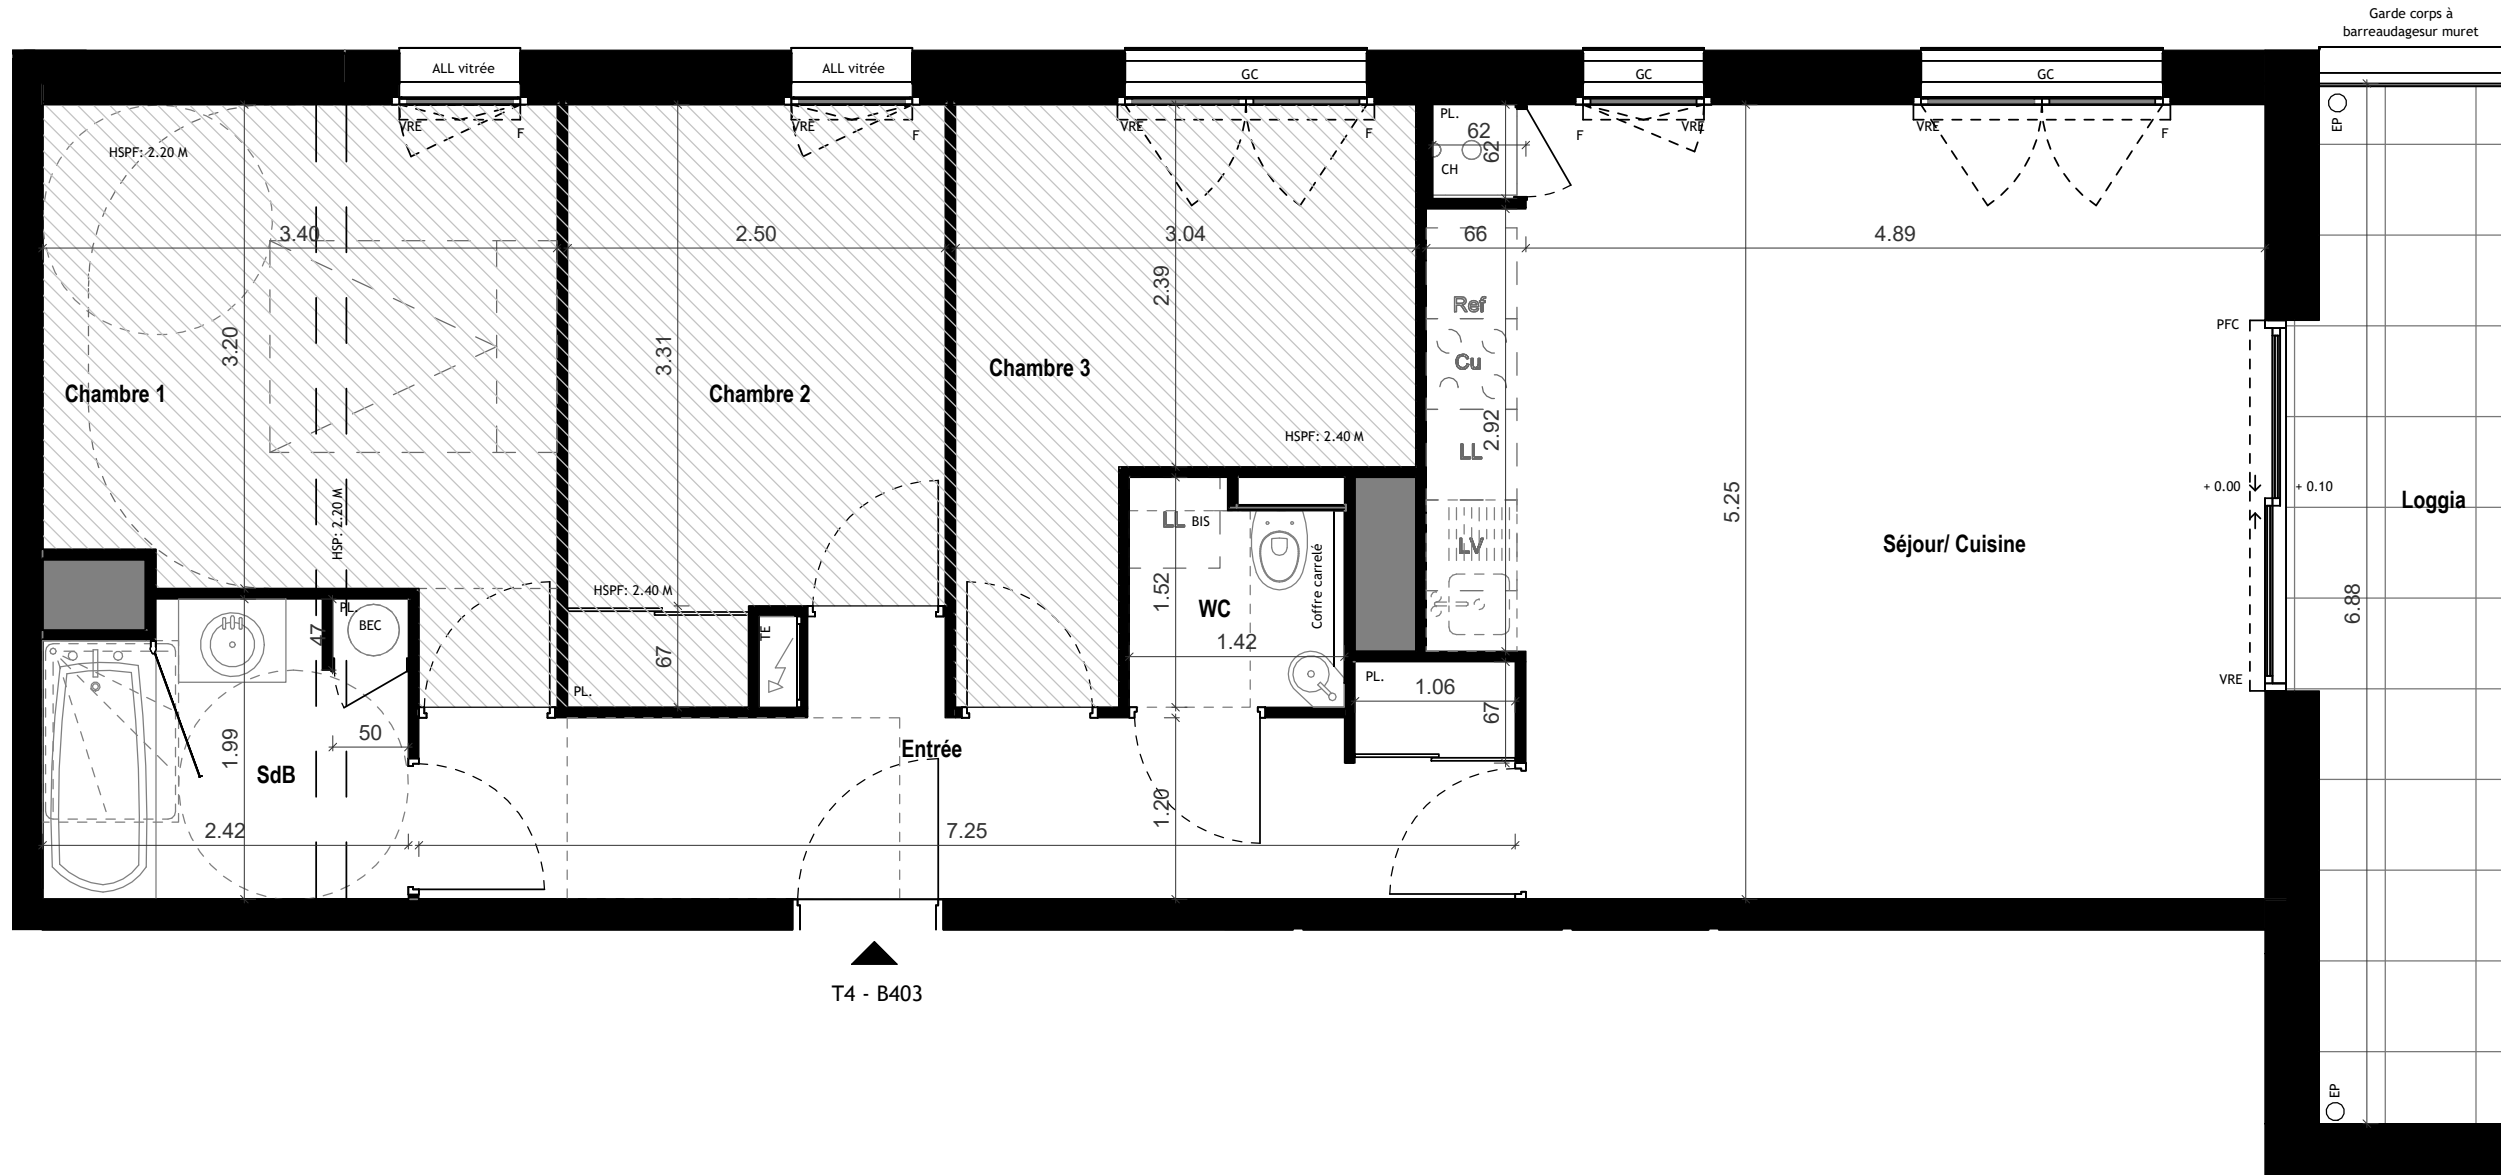 Garde corps à
barreaudagesur muret
ALL vitrée
ALL vitrée
GC
GC
GC
VRE
F
VRE
F
VRE
F
F
VRE
VRE
F
EP
HSPF: 2.20 M
PL.
62
62
CH
3.40
2.50
3.04
66
4.89
2.39
Ref
PFC
3.20
3.31
Cu
Chambre 1
Chambre 2
Chambre 3
2.92
HSPF: 2.40 M
LL
+ 0.00
+ 0.10
Loggia
HSP: 2.20 M
5.25
LL
BIS
LV
Séjour/ Cuisine
Coffre carrelé
HSPF: 2.40 M
1.52
WC
6.88
PL.
BEC
47
TE
1.42
67
PL.
PL.
1.06
VRE
67
50
1.99
SdB
Entrée
1.20
2.42
7.25
T4 - B403
EP